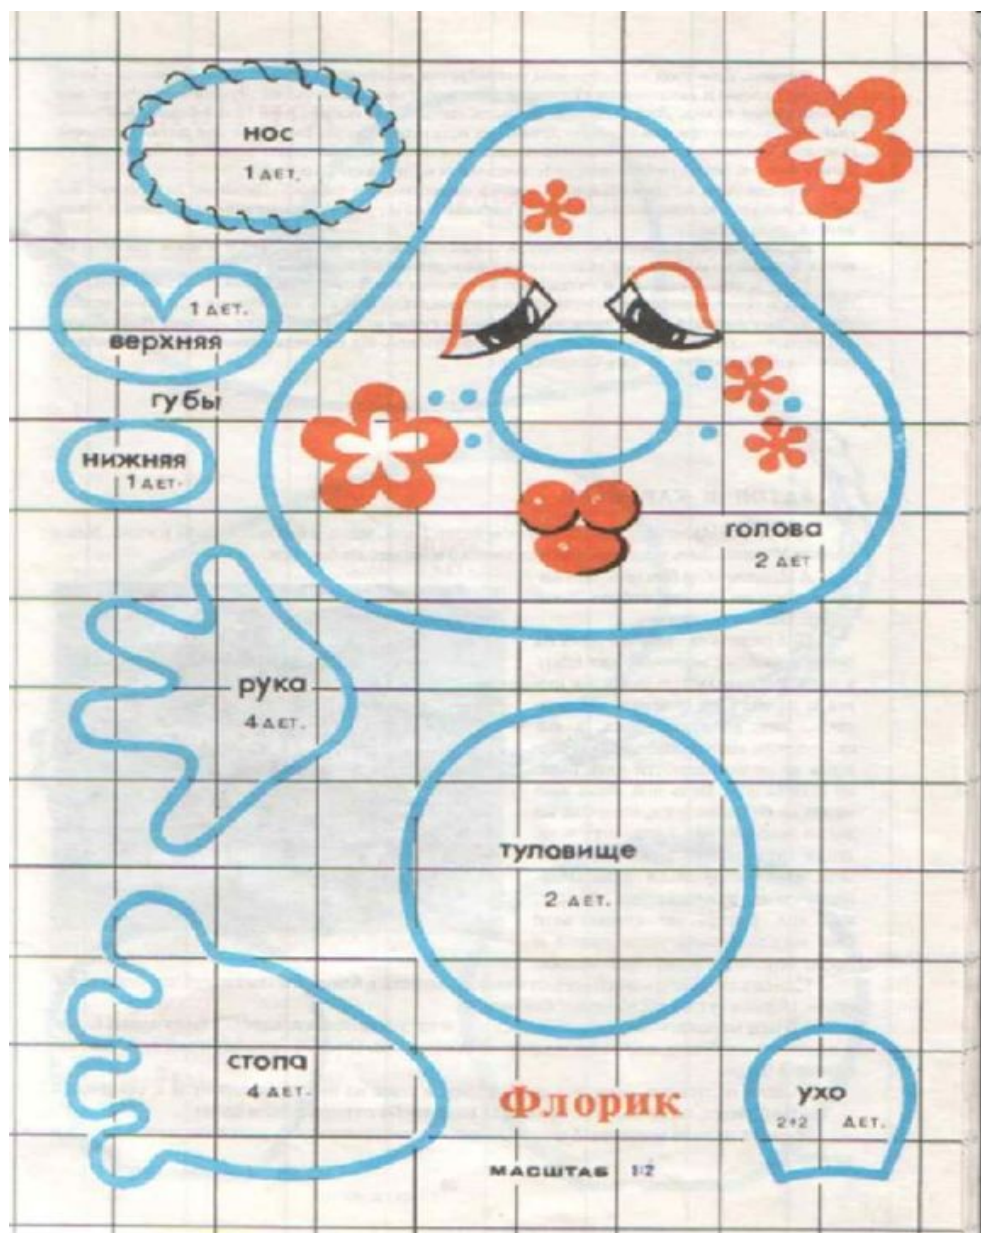 нос
1 дет.
1 дет.
верхняя
губы
нижняя
1 дет.
голова
2 дет
рука
4 дет.
туловище
2 дет.
стопа
4 дет.
Флорик
ухо
2+2 дет.
МАСШТАБ 1:2